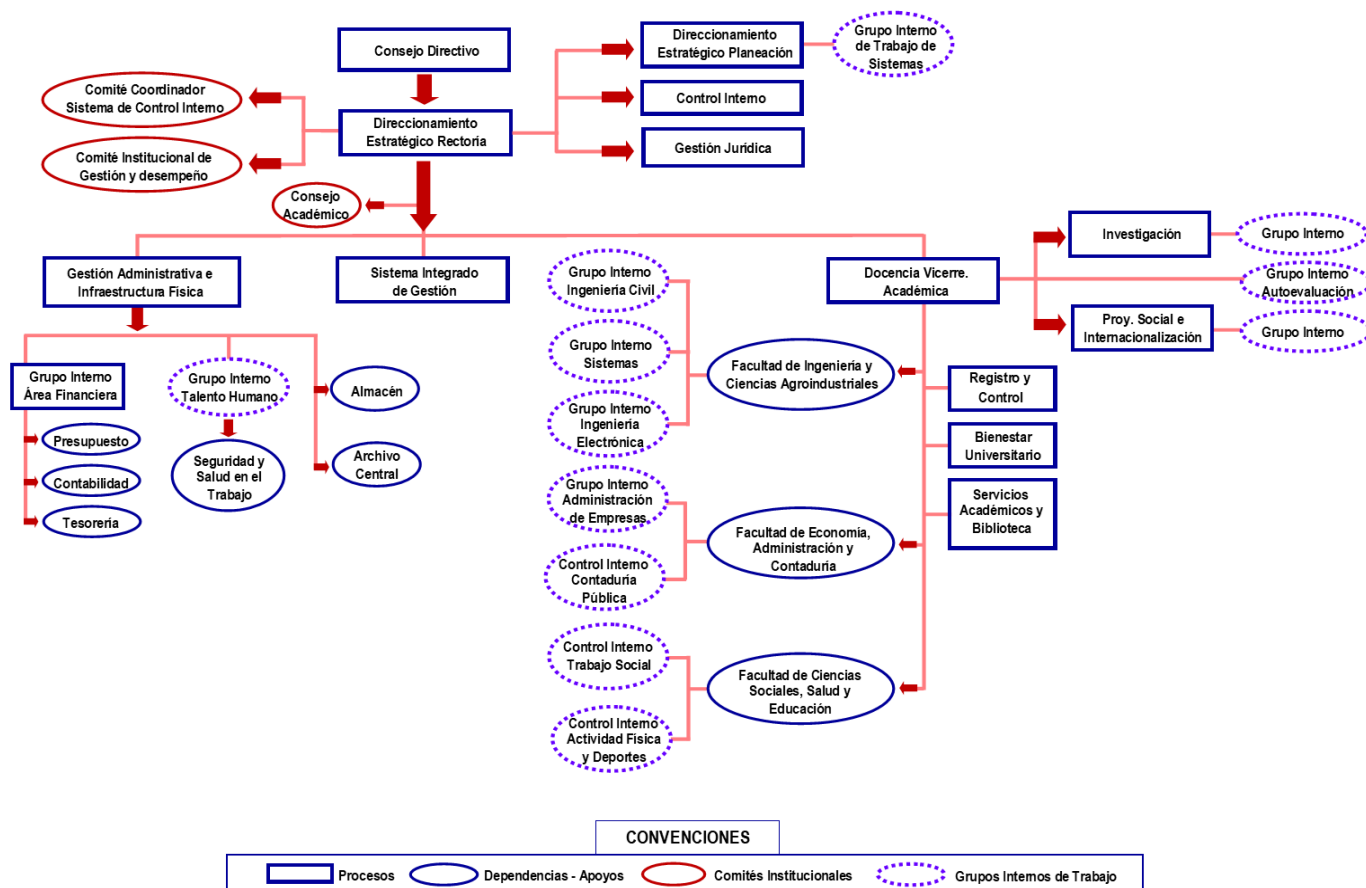 Consejo Directivo
Direccionamiento
Estratégico Planeación
Grupo Interno
de Trabajo de
Sistemas
Comité Coordinador
Sistema de Control Interno
Control Interno
Direccionamiento
Estratégico Rectoría
Gestión Jurídica
Comité Institucional de
Gestión y desempeño
Consejo
Académico
Investigación
Grupo Interno
Gestión Administrativa e
Infraestructura Física
Sistema Integrado
de Gestión
Grupo Interno
Ingeniería Civil
Docencia Vicerre.
Académica
Grupo Interno
Autoevaluación
Proy. Social e
Internacionalización
Grupo Interno
Grupo Interno
Sistemas
Facultad de Ingeniería y
Ciencias Agroindustriales
Grupo Interno
Área Financiera
Grupo Interno
Talento Humano
Almacén
Registro y
Control
Grupo Interno
Ingeniería
Electrónica
Presupuesto
Bienestar
Universitario
Seguridad y
Salud en el
Trabajo
Archivo
Central
Contabilidad
Grupo Interno
Administración
de Empresas
Servicios
Académicos y
Biblioteca
Tesorería
Facultad de Economía,
Administración y
Contaduría
Control Interno
Contaduría
Pública
Control Interno
Trabajo Social
Facultad de Ciencias
Sociales, Salud y
Educación
Control Interno
Actividad Fisica
y Deportes
CONVENCIONES
Procesos
Dependencias - Apoyos
Comités Institucionales
Grupos Internos de Trabajo